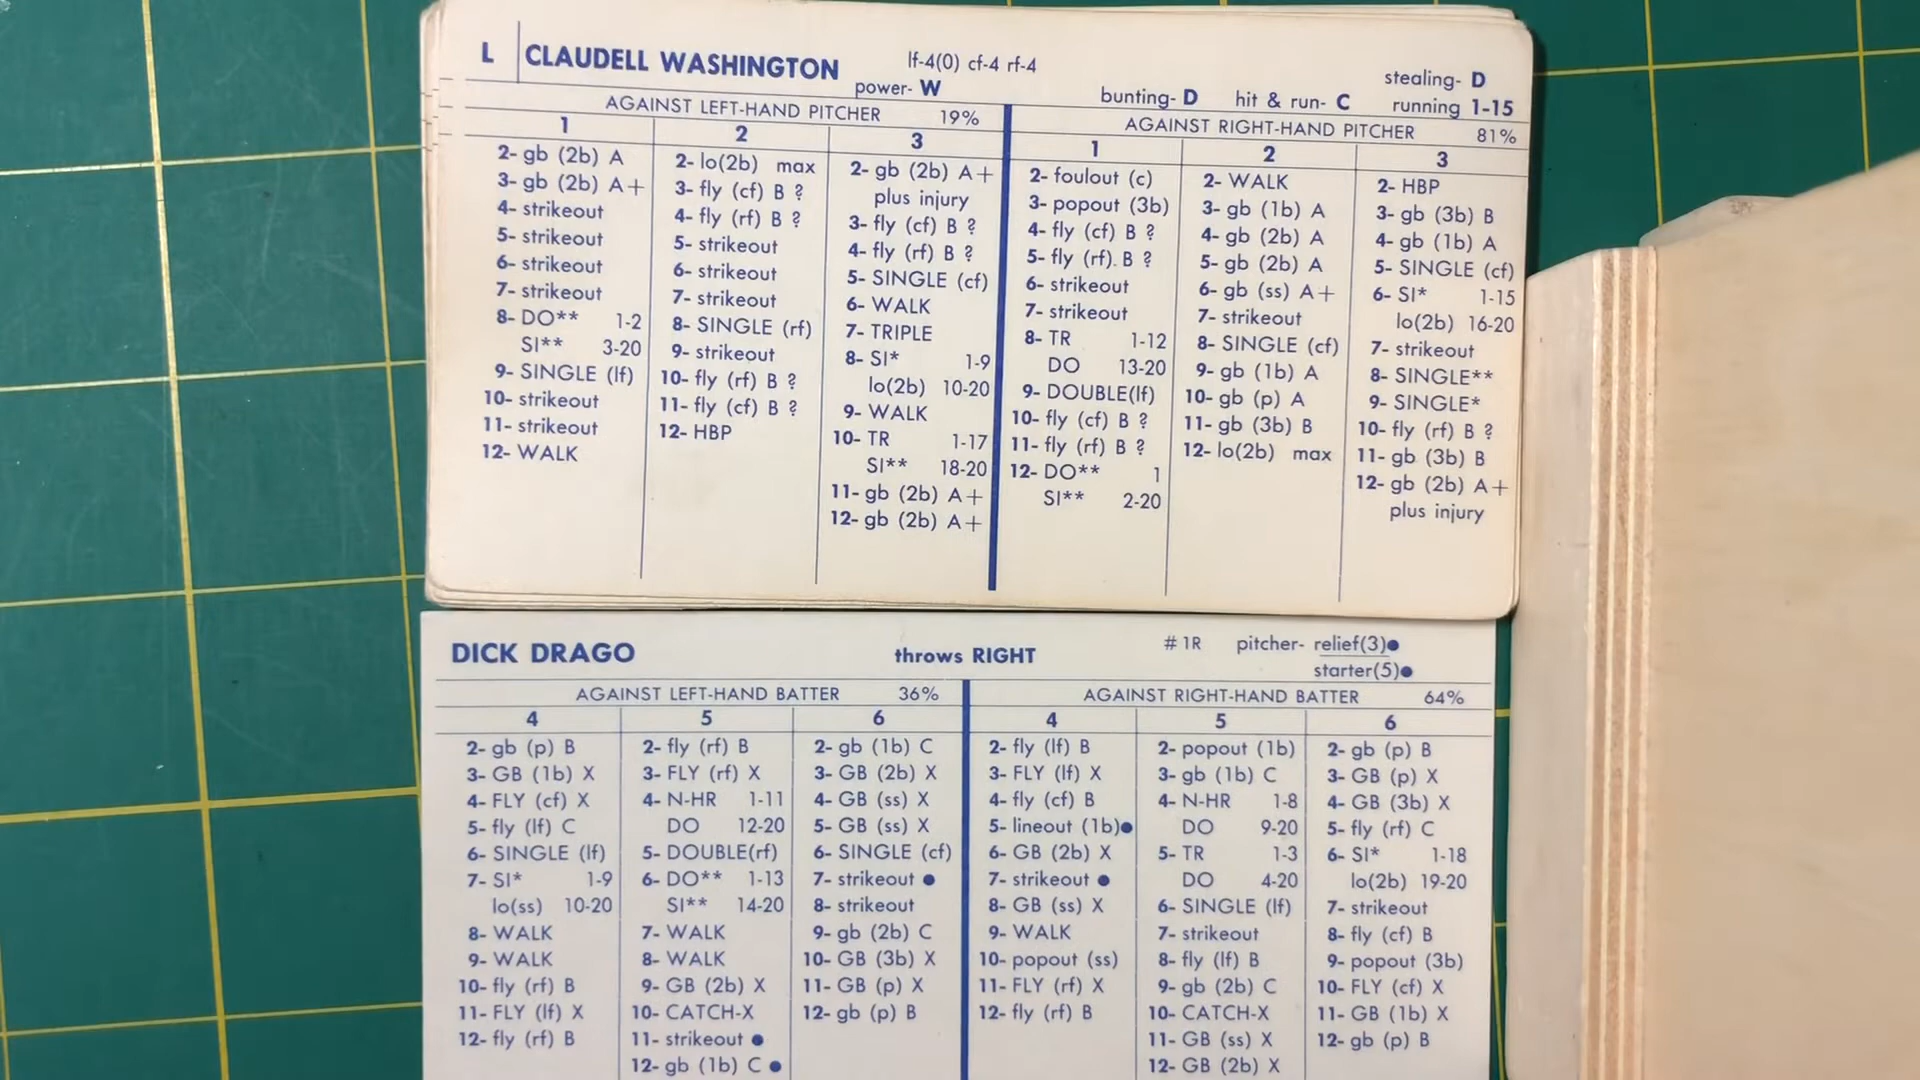 L CLAUDELL WASHINGTON lf-4(0) cf-4 rf-4
power- W bunting- D hit & run- C stealing- D
running 1-15
AGAINST LEFT-HAND PITCHER 19%
1
2- gb (2b) A
3- gb (2b) A+
4- strikeout
5- strikeout
6- strikeout
7- strikeout
8- DO** 1-2
SI** 3-20
9- SINGLE (lf)
10- strikeout
11- strikeout
12- WALK
2
2- lo(2b) max
3- fly (cf) B ?
4- fly (rf) B ?
5- strikeout
6- strikeout
7- strikeout
8- SINGLE (rf)
9- strikeout
10- fly (rf) B ?
11- fly (cf) B ?
12- HBP
3
2- gb (2b) A+
plus injury
3- fly (cf) B ?
4- fly (rf) B ?
5- SINGLE (cf)
6- WALK
7- TRIPLE
8- SI* 1-9
lo(2b) 10-20
9- WALK
10- TR 1-17
SI** 18-20
11- gb (2b) A+
12- gb (2b) A+
AGAINST RIGHT-HAND PITCHER 81%
1
2- foulout (c)
3- popout (3b)
4- fly (cf) B ?
5- fly (rf) B ?
6- strikeout
7- strikeout
8- TR 1-12
DO 13-20
9- DOUBLE(lf)
10- fly (cf) B ?
11- fly (rf) B ?
12- DO** 1
SI** 2-20
2
2- WALK
3- gb (1b) A
4- gb (2b) A
5- gb (2b) A
6- gb (ss) A+
7- strikeout
8- SINGLE (cf)
9- gb (1b) A
10- gb (p) A
11- gb (3b) B
12- lo(2b) max
3
2- HBP
3- gb (3b) B
4- gb (1b) A
5- SINGLE (cf)
6- SI* 1-15
lo(2b) 16-20
7- strikeout
8- SINGLE**
9- SINGLE*
10- fly (rf) B ?
11- gb (3b) B
12- gb (2b) A+
plus injury
DICK DRAGO throws RIGHT #1R pitcher- relief(3)●
starter(5)●
AGAINST LEFT-HAND BATTER 36%
4
2- gb (p) B
3- GB (1b) X
4- FLY (cf) X
5- fly (lf) C
6- SINGLE (lf)
7- SI* 1-9
lo(ss) 10-20
8- WALK
9- WALK
10- fly (rf) B
11- FLY (lf) X
12- fly (rf) B
5
2- fly (rf) B
3- FLY (rf) X
4- N-HR 1-11
DO 12-20
5- DOUBLE(rf)
6- DO** 1-13
SI** 14-20
7- WALK
8- WALK
9- GB (2b) X
10- CATCH-X
11- strikeout ●
12- gb (1b) C ●
6
2- gb (1b) C
3- GB (2b) X
4- GB (ss) X
5- GB (ss) X
6- SINGLE (cf)
7- strikeout ●
8- strikeout
9- gb (2b) C
10- GB (3b) X
11- GB (p) X
12- gb (p) B
AGAINST RIGHT-HAND BATTER 64%
4
2- fly (lf) B
3- FLY (lf) X
4- fly (cf) B
5- lineout (1b)●
6- GB (2b) X
7- strikeout ●
8- GB (ss) X
9- WALK
10- popout (ss)
11- FLY (rf) X
12- fly (rf) B
5
2- popout (1b)
3- gb (1b) C
4- N-HR 1-8
DO 9-20
5- TR 1-3
DO 4-20
6- SINGLE (lf)
7- strikeout
8- fly (lf) B
9- gb (2b) C
10- CATCH-X
11- GB (ss) X
12- GB (2b) X
6
2- gb (p) B
3- GB (p) X
4- GB (3b) X
5- fly (rf) C
6- SI* 1-18
lo(2b) 19-20
7- strikeout
8- fly (cf) B
9- popout (3b)
10- FLY (cf) X
11- GB (1b) X
12- gb (p) B